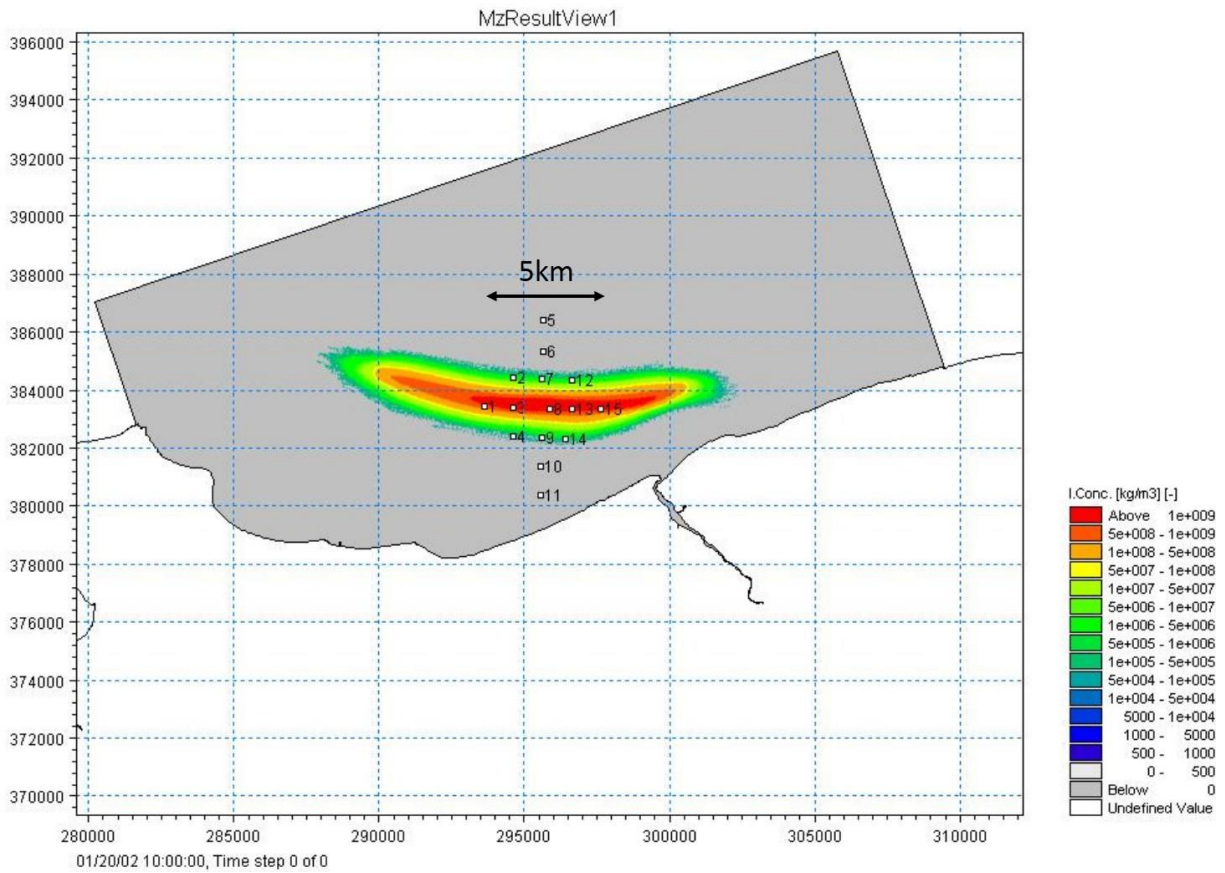 MzResultView1
396000
394000
392000
390000
388000
386000
384000
382000
380000
378000
376000
374000
372000
370000
5km
5
6
2
7
12
1
3
8
13
15
4
9
14
10
11
280000 285000 290000 295000 300000 305000 310000
01/20/02 10:00:00, Time step 0 of 0
I.Conc. [kg/m3] [-]
Above 1e+009
5e+008 - 1e+009
1e+008 - 5e+008
5e+007 - 1e+008
1e+007 - 5e+007
5e+006 - 1e+007
1e+006 - 5e+006
5e+005 - 1e+006
1e+005 - 5e+005
5e+004 - 1e+005
1e+004 - 5e+004
5000 - 1e+004
1000 - 5000
500 - 1000
0 - 500
Below 0
Undefined Value